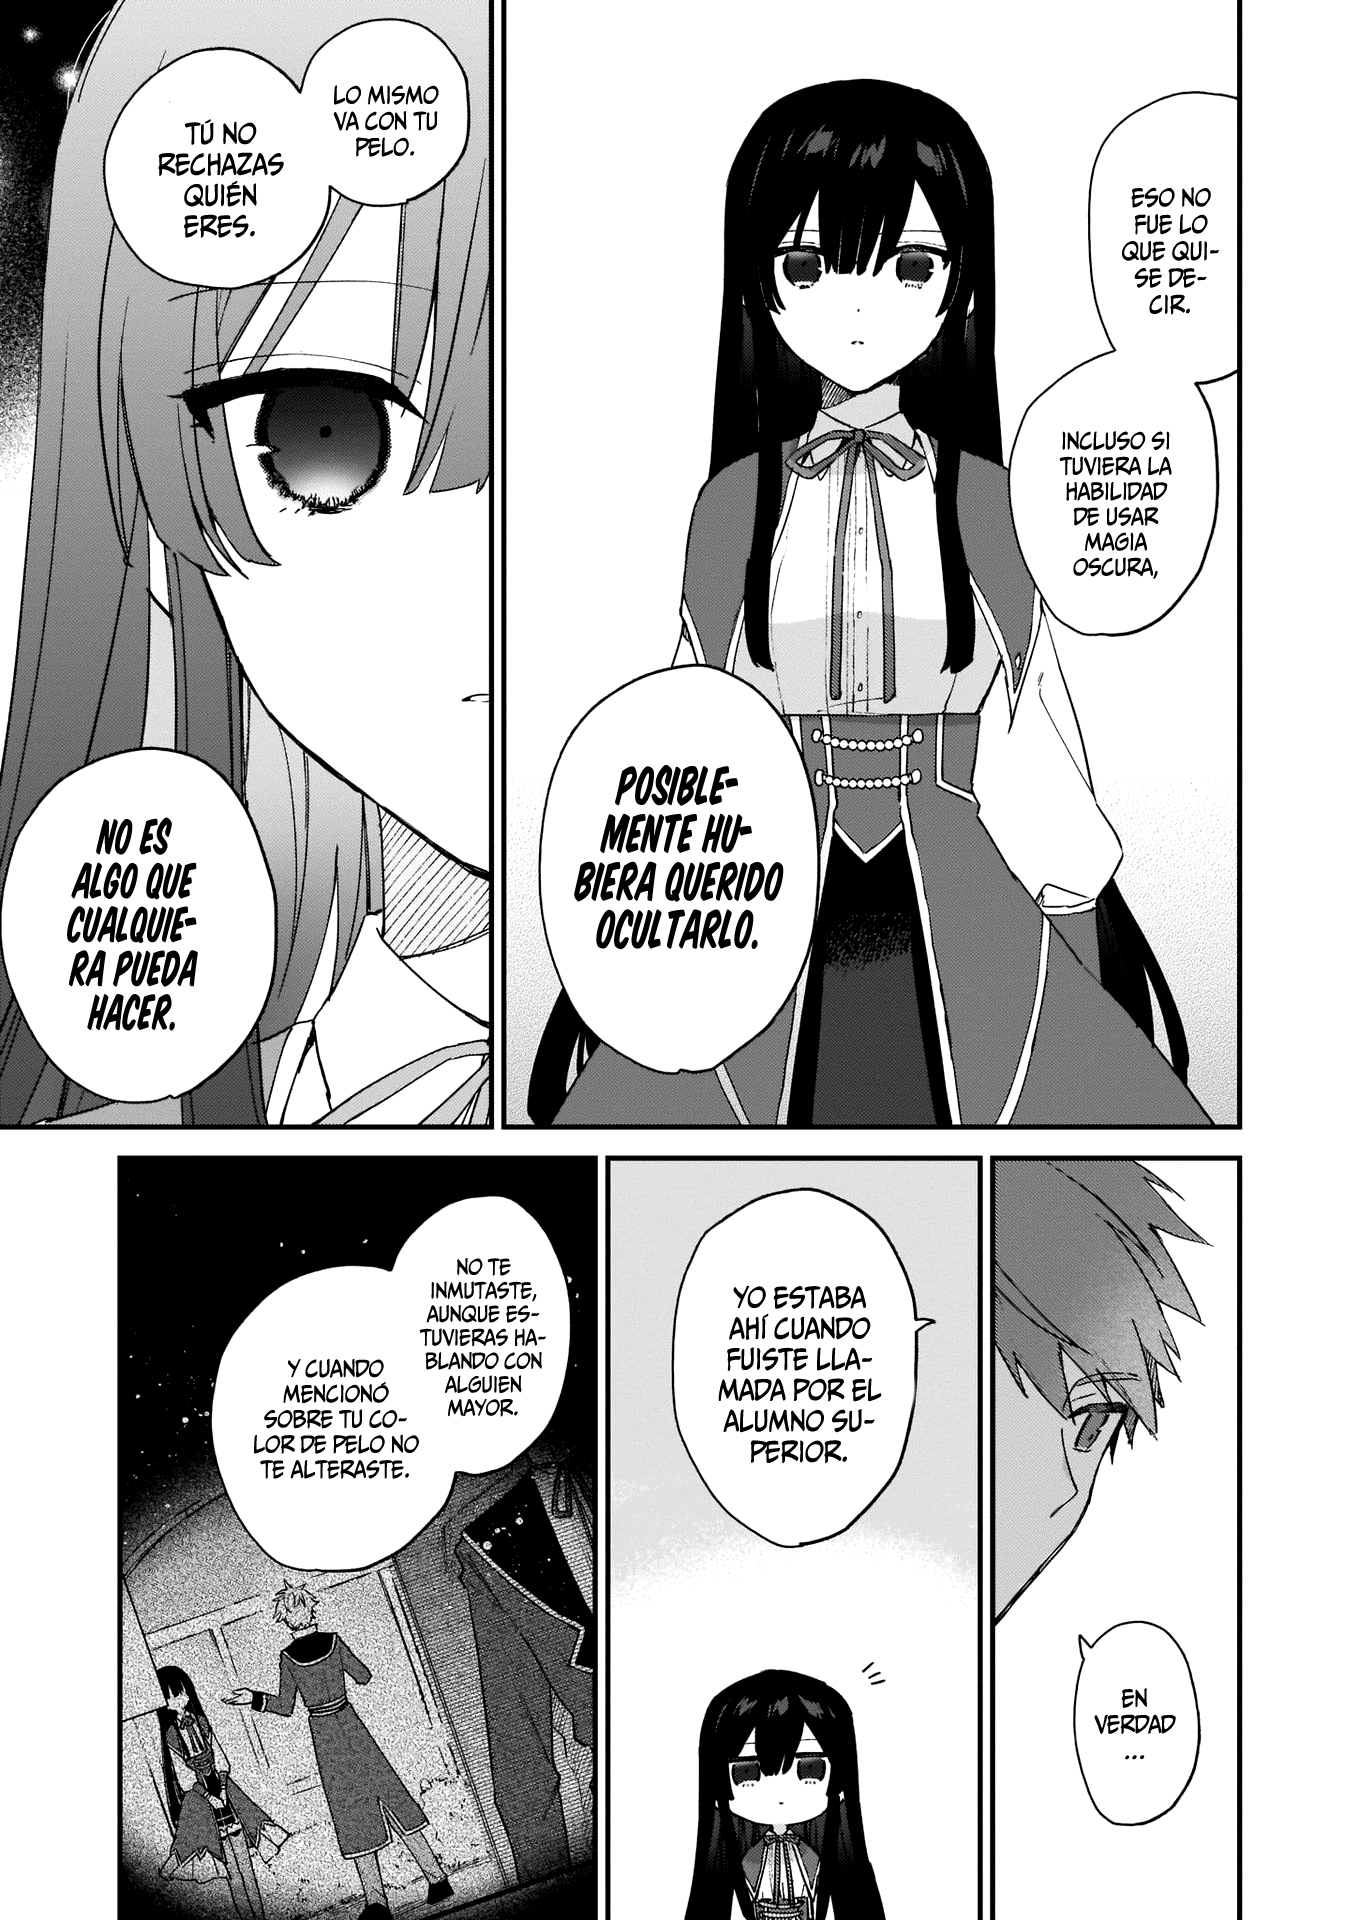 ESO NO
FUE LO
QUE QUI-
SE DE-
CIR.
INCLUSO SI
TUVIERA LA
HABILIDAD
DE USAR
MAGIA
OSCURA,
POSIBLE-
MENTE HU-
BIERA QUERIDO
OCULTARLO.
LO MISMO
VA CON TU
PELO.
TÚ NO
RECHAZAS
QUIÉN
ERES.
NO ES
ALGO QUE
CUALQUIE-
RA PUEDA
HACER.
EN
VERDAD
...
YO ESTABA
AHÍ CUANDO
FUISTE LLA-
MADA POR EL
ALUMNO SU-
PERIOR.
NO TE
INMUTASTE,
AUNQUE ES-
TUVIERAS HA-
BLANDO CON
ALGUIEN
MAYOR.
Y CUANDO
MENCIONÓ
SOBRE TU CO-
LOR DE PELO NO
TE ALTERASTE.